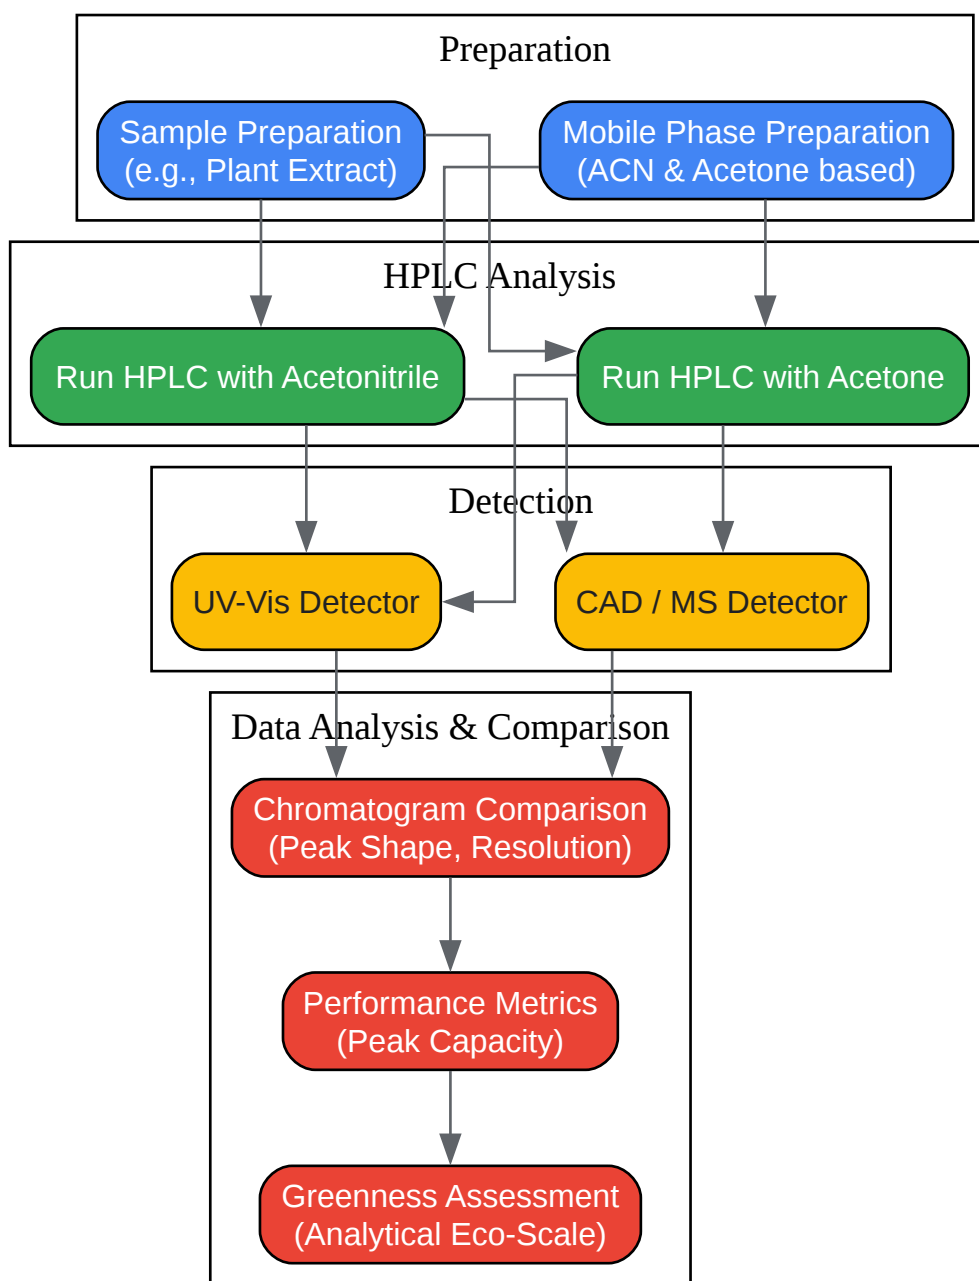 Preparation
Sample Preparation
(e.g., Plant Extract)
Mobile Phase Preparation
(ACN & Acetone based)
HPLC Analysis
Run HPLC with Acetonitrile
Run HPLC with Acetone
Detection
UV-Vis Detector
CAD / MS Detector
Data Analysis & Comparison
Chromatogram Comparison
(Peak Shape, Resolution)
Performance Metrics
(Peak Capacity)
Greenness Assessment
(Analytical Eco-Scale)